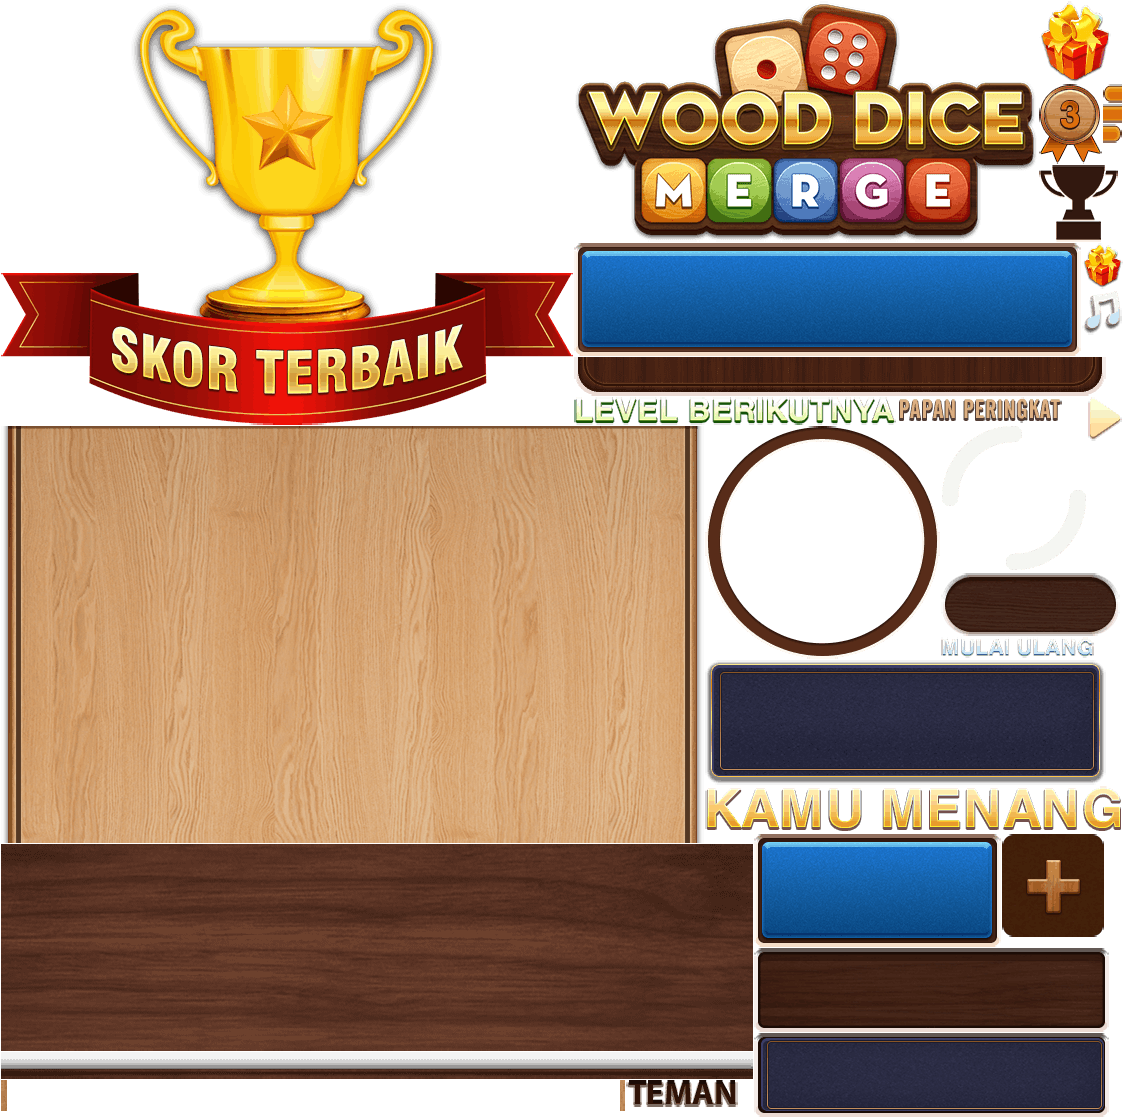 WOOD DICE
MERGE
3
SKOR TERBAIK
LEVEL BERIKUTNYA
PAPAN PERINGKAT
MULAI ULANG
KAMU MENANG
TEMAN